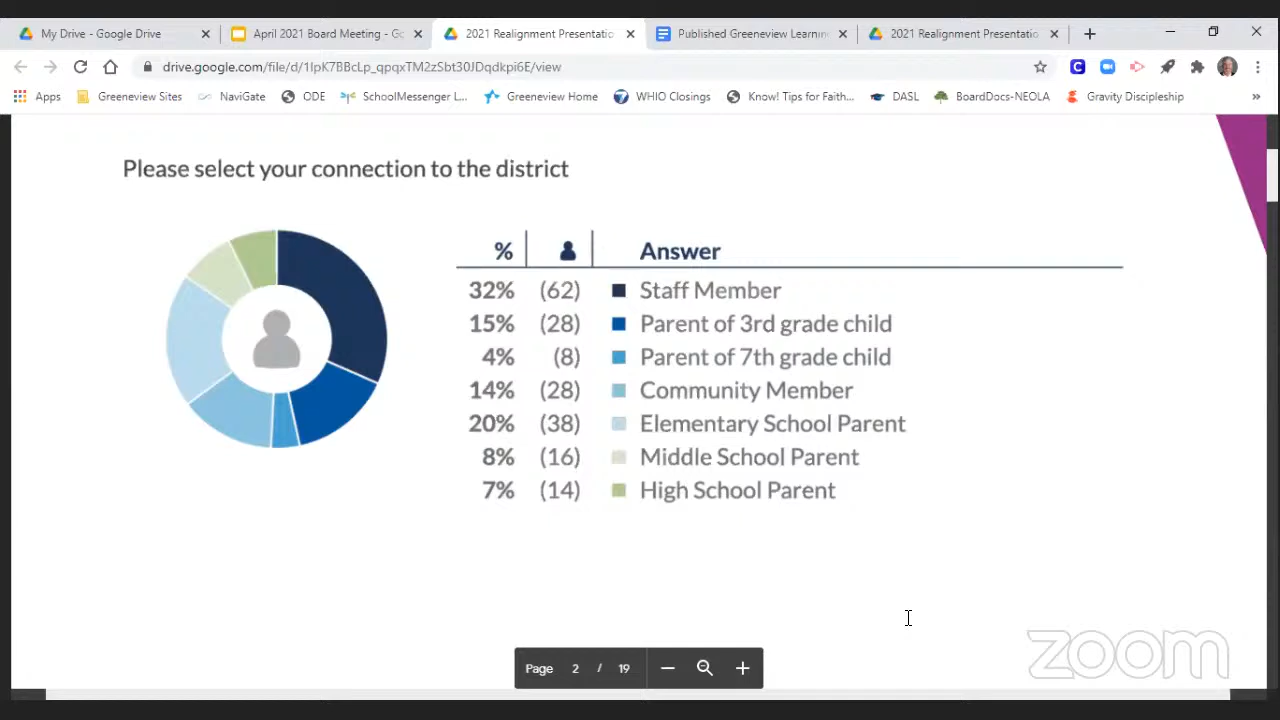 My Drive - Google Drive
April 2021 Board Meeting - Go
2021 Realignment Presentatio
Published Greeneview Learnin
2021 Realignment Presentatio
drive.google.com/file/d/1IpK7BBcLp_qpqxTM2zSbt30JDqdkpi6E/view
Apps
Greeneview Sites
NaviGate
ODE
SchoolMessenger L...
Greeneview Home
WHIO Closings
Know! Tips for Faith...
DASL
BoardDocs-NEOLA
Gravity Discipleship
»
Please select your connection to the district
% Answer
32% (62) Staff Member
15% (28) Parent of 3rd grade child
4% (8) Parent of 7th grade child
14% (28) Community Member
20% (38) Elementary School Parent
8% (16) Middle School Parent
7% (14) High School Parent
Page 2 / 19
zoom